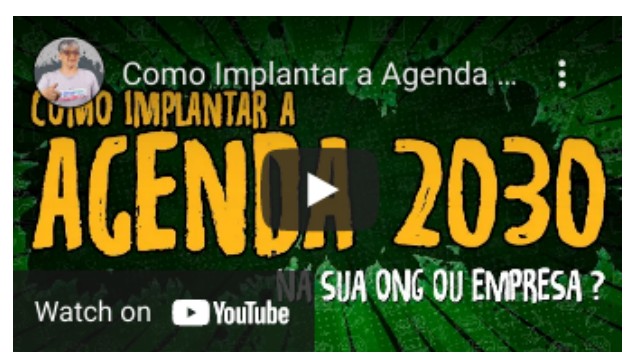 Como Implantar a Agenda ...
COMO IMPLANTAR A
AGENDA 2030
NA SUA ONG OU EMPRESA ?
Watch on YouTube